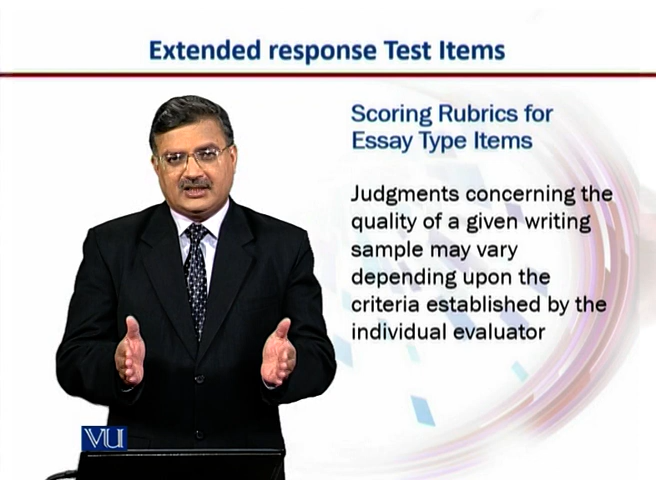 Extended response Test Items
Scoring Rubrics for
Essay Type Items
Judgments concerning the
quality of a given writing
sample may vary
depending upon the
criteria established by the
individual evaluator
VU